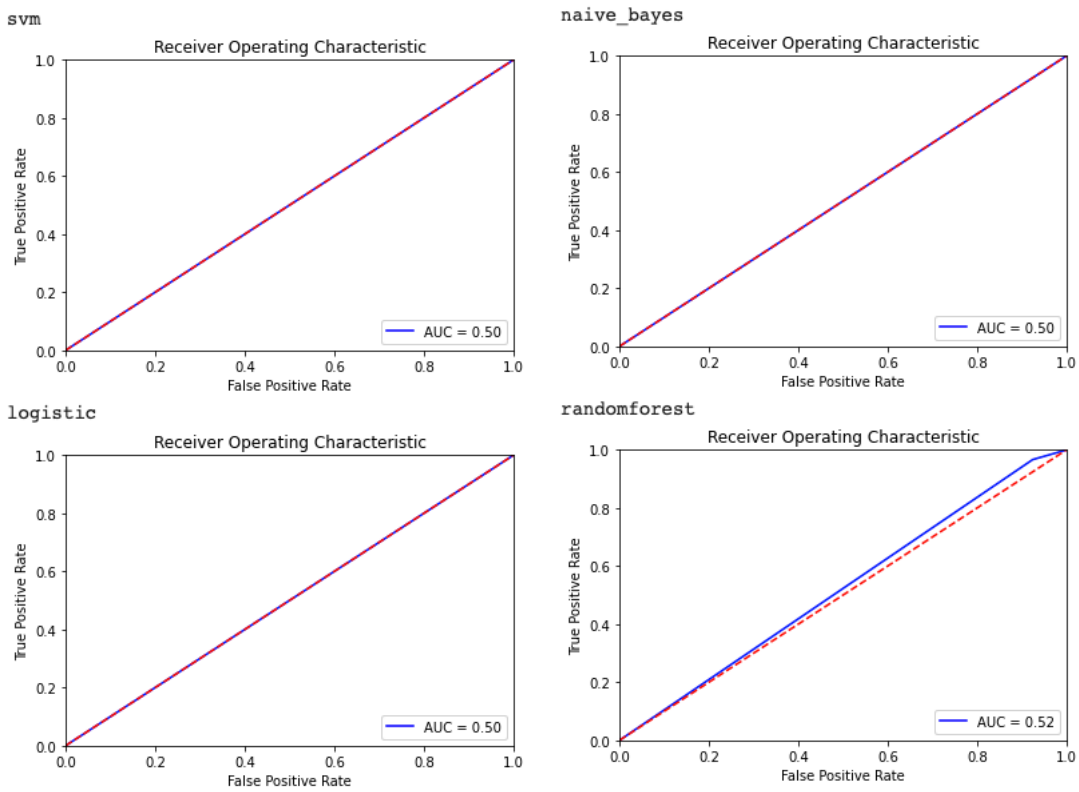 svm
Receiver Operating Characteristic
1.0
0.8
0.6
0.4
0.2
0.0
True Positive Rate
AUC = 0.50
0.0 0.2 0.4 0.6 0.8 1.0
False Positive Rate
naive_bayes
Receiver Operating Characteristic
1.0
0.8
0.6
0.4
0.2
0.0
True Positive Rate
AUC = 0.50
0.0 0.2 0.4 0.6 0.8 1.0
False Positive Rate
logistic
Receiver Operating Characteristic
1.0
0.8
0.6
0.4
0.2
0.0
True Positive Rate
AUC = 0.50
0.0 0.2 0.4 0.6 0.8 1.0
False Positive Rate
randomforest
Receiver Operating Characteristic
1.0
0.8
0.6
0.4
0.2
0.0
True Positive Rate
AUC = 0.52
0.0 0.2 0.4 0.6 0.8 1.0
False Positive Rate